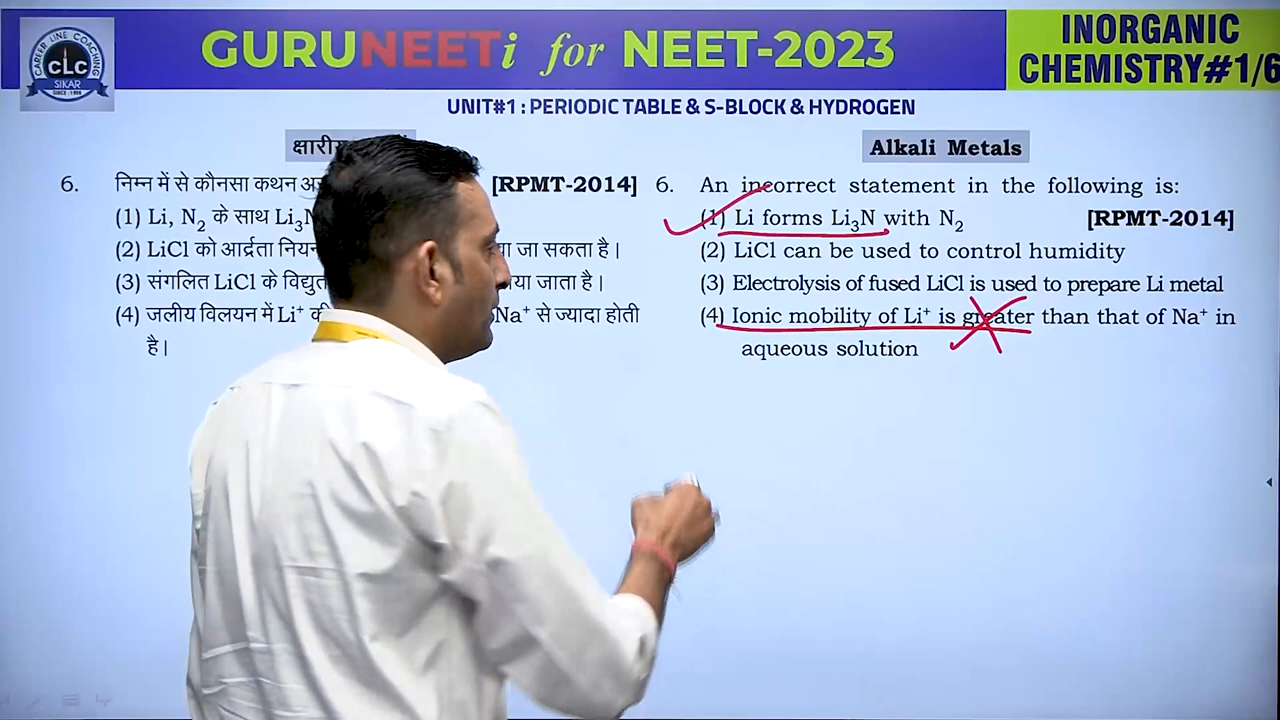 CAREER LINE COACHING
CLC
SIKAR
SINCE : 1996
GURUNEETi for NEET-2023
INORGANIC
CHEMISTRY#1/6
UNIT#1 : PERIODIC TABLE & S-BLOCK & HYDROGEN
6. निम्न में से कौनसा कथन [RPMT-2014]
(1) Li, N₂ के साथ Li₃N
(2) LiCl को आर्द्रता जा सकता है।
(3) संगलित LiCl के जाता है।
(4) जलीय विलयन में Li⁺ Na⁺ से ज्यादा होती
है।
Alkali Metals
6. An incorrect statement in the following is:
(1) Li forms Li₃N with N₂ [RPMT-2014]
(2) LiCl can be used to control humidity
(3) Electrolysis of fused LiCl is used to prepare Li metal
(4) Ionic mobility of Li⁺ is greater than that of Na⁺ in
aqueous solution